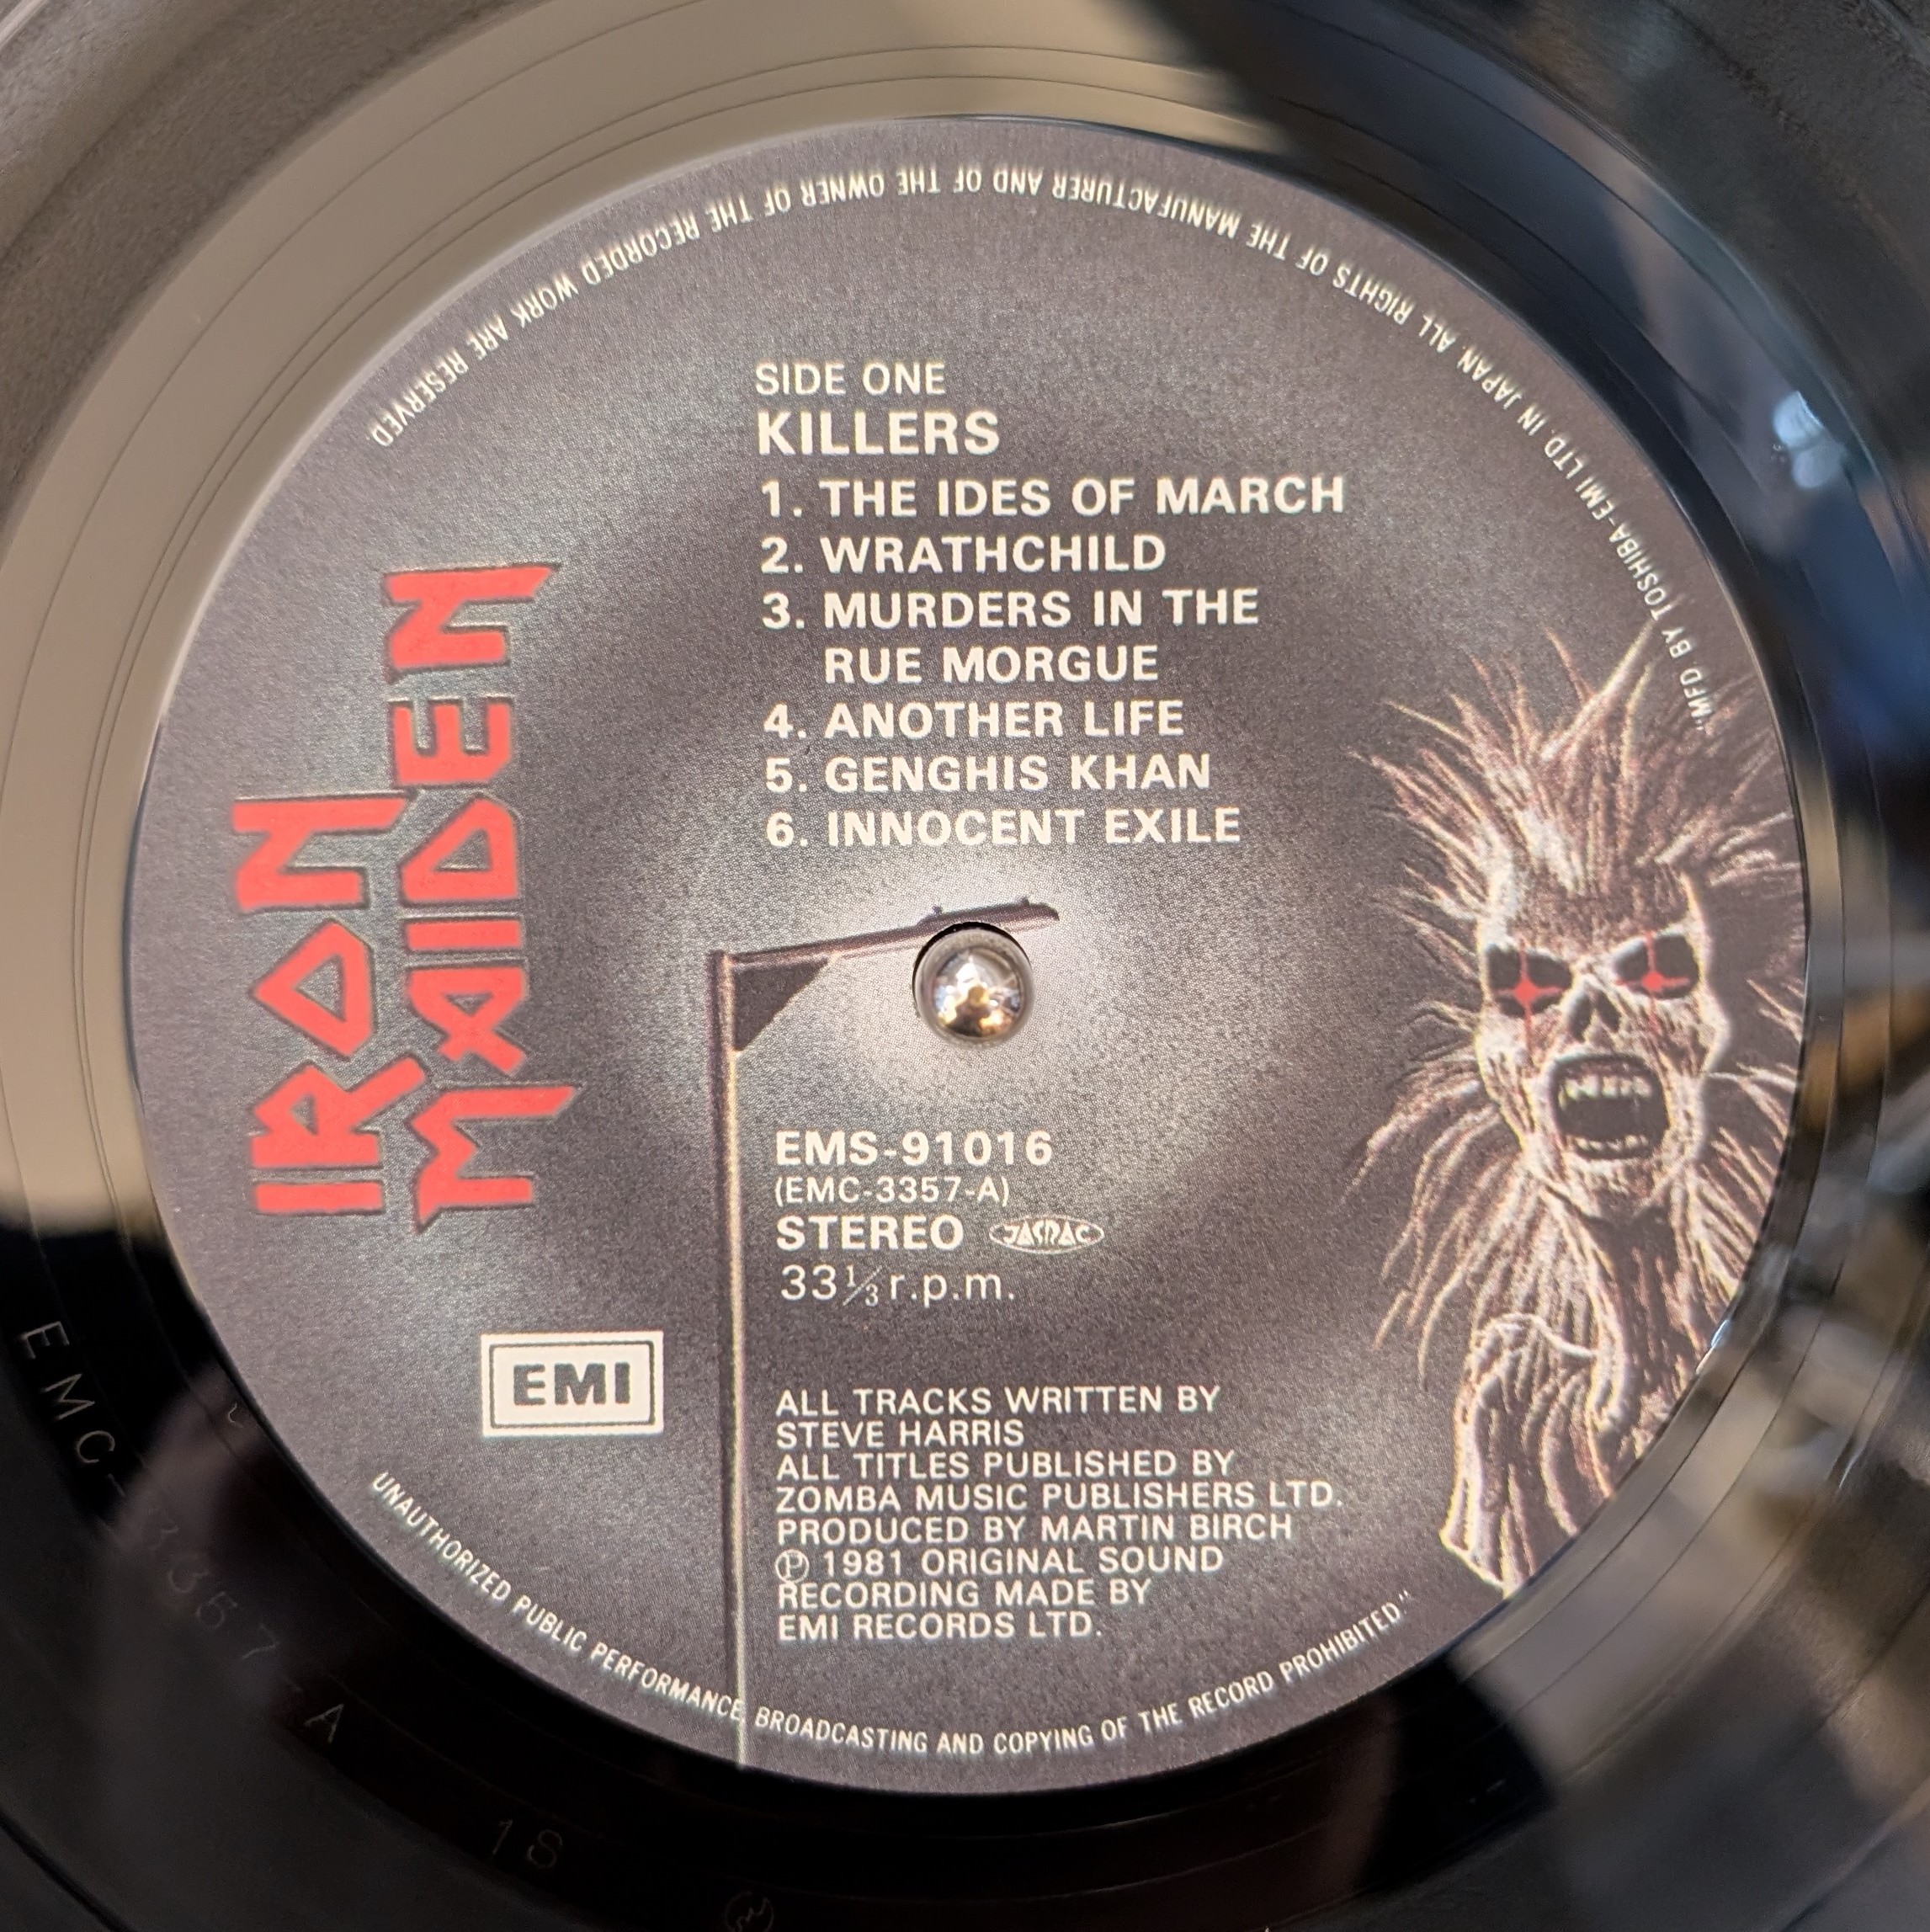 SIDE ONE
KILLERS
1. THE IDES OF MARCH
2. WRATHCHILD
3. MURDERS IN THE
RUE MORGUE
4. ANOTHER LIFE
5. GENGHIS KHAN
6. INNOCENT EXILE
IRON
MAIDEN
EMS-91016
(EMC-3357-A)
STEREO JASRAC
33⅓ r.p.m.
EMI
ALL TRACKS WRITTEN BY
STEVE HARRIS
ALL TITLES PUBLISHED BY
ZOMBA MUSIC PUBLISHERS LTD.
PRODUCED BY MARTIN BIRCH
℗ 1981 ORIGINAL SOUND
RECORDING MADE BY
EMI RECORDS LTD.
"MFD BY TOSHIBA-EMI LTD. IN JAPAN. ALL RIGHTS OF THE MANUFACTURER AND OF THE OWNER OF THE RECORDED WORK ARE RESERVED.
UNAUTHORIZED PUBLIC PERFORMANCE BROADCASTING AND COPYING OF THE RECORD PROHIBITED."
EMC-3357-A 1S